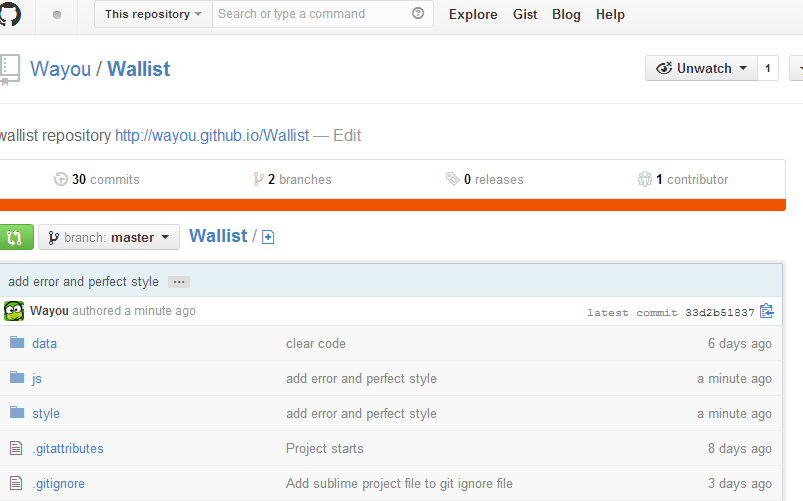 This repository Search or type a command Explore Gist Blog Help
Wayou / Wallist Unwatch 1
wallist repository http://wayou.github.io/Wallist — Edit
30 commits 2 branches 0 releases 1 contributor
branch: master Wallist /
add error and perfect style ...
Wayou authored a minute ago latest commit 33d2b51837
data clear code 6 days ago
js add error and perfect style a minute ago
style add error and perfect style a minute ago
.gitattributes Project starts 8 days ago
.gitignore Add sublime project file to git ignore file 3 days ago